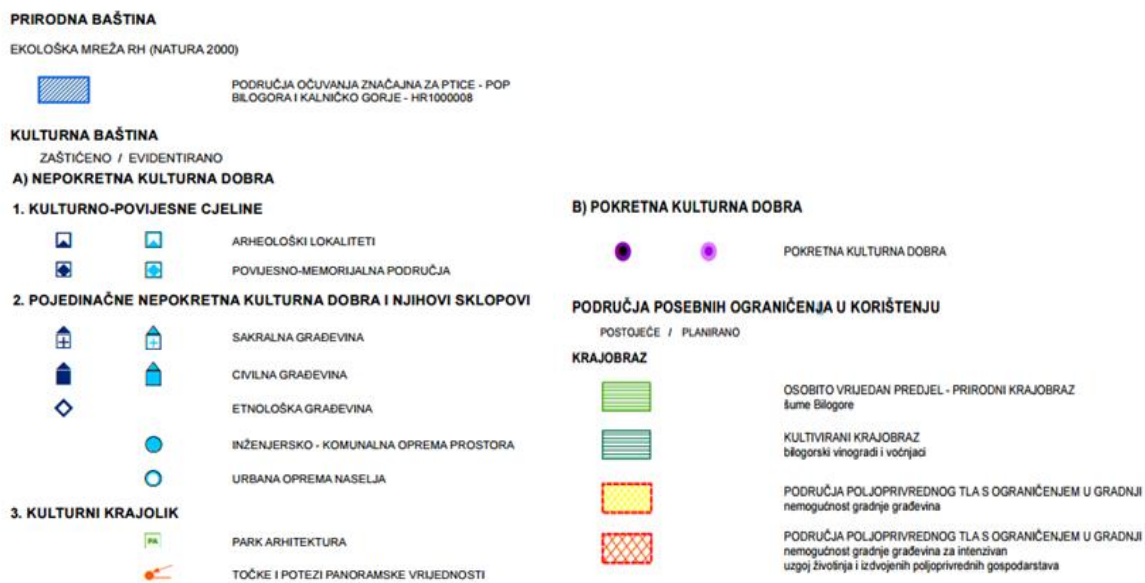 PRIRODNA BAŠTINA
EKOLOŠKA MREŽA RH (NATURA 2000)
PODRUČJA OČUVANJA ZNAČAJNA ZA PTICE - POP
BILOGORA I KALNIČKO GORJE - HR1000008
KULTURNA BAŠTINA
ZAŠTIĆENO / EVIDENTIRANO
A) NEPOKRETNA KULTURNA DOBRA
1. KULTURNO-POVIJESNE CJELINE
ARHEOLOŠKI LOKALITETI
POVIJESNO-MEMORIJALNA PODRUČJA
2. POJEDINAČNE NEPOKRETNA KULTURNA DOBRA I NJIHOVI SKLOPOVI
SAKRALNA GRAĐEVINA
CIVILNA GRAĐEVINA
ETNOLOŠKA GRAĐEVINA
INŽENJERSKO - KOMUNALNA OPREMA PROSTORA
URBANA OPREMA NASELJA
3. KULTURNI KRAJOLIK
PA PARK ARHITEKTURA
TOČKE I POTEZI PANORAMSKE VRIJEDNOSTI
B) POKRETNA KULTURNA DOBRA
POKRETNA KULTURNA DOBRA
PODRUČJA POSEBNIH OGRANIČENJA U KORIŠTENJU
POSTOJEĆE / PLANIRANO
KRAJOBRAZ
OSOBITO VRIJEDAN PREDJEL - PRIRODNI KRAJOBRAZ
šume Bilogore
KULTIVIRANI KRAJOBRAZ
bilogorski vinogradi i voćnjaci
PODRUČJA POLJOPRIVREDNOG TLA S OGRANIČENJEM U GRADNJI
nemogućnost gradnje građevina
PODRUČJA POLJOPRIVREDNOG TLA S OGRANIČENJEM U GRADNJI
nemogućnost gradnje građevina za intenzivan
uzgoj životinja i izdvojenih poljoprivrednih gospodarstava